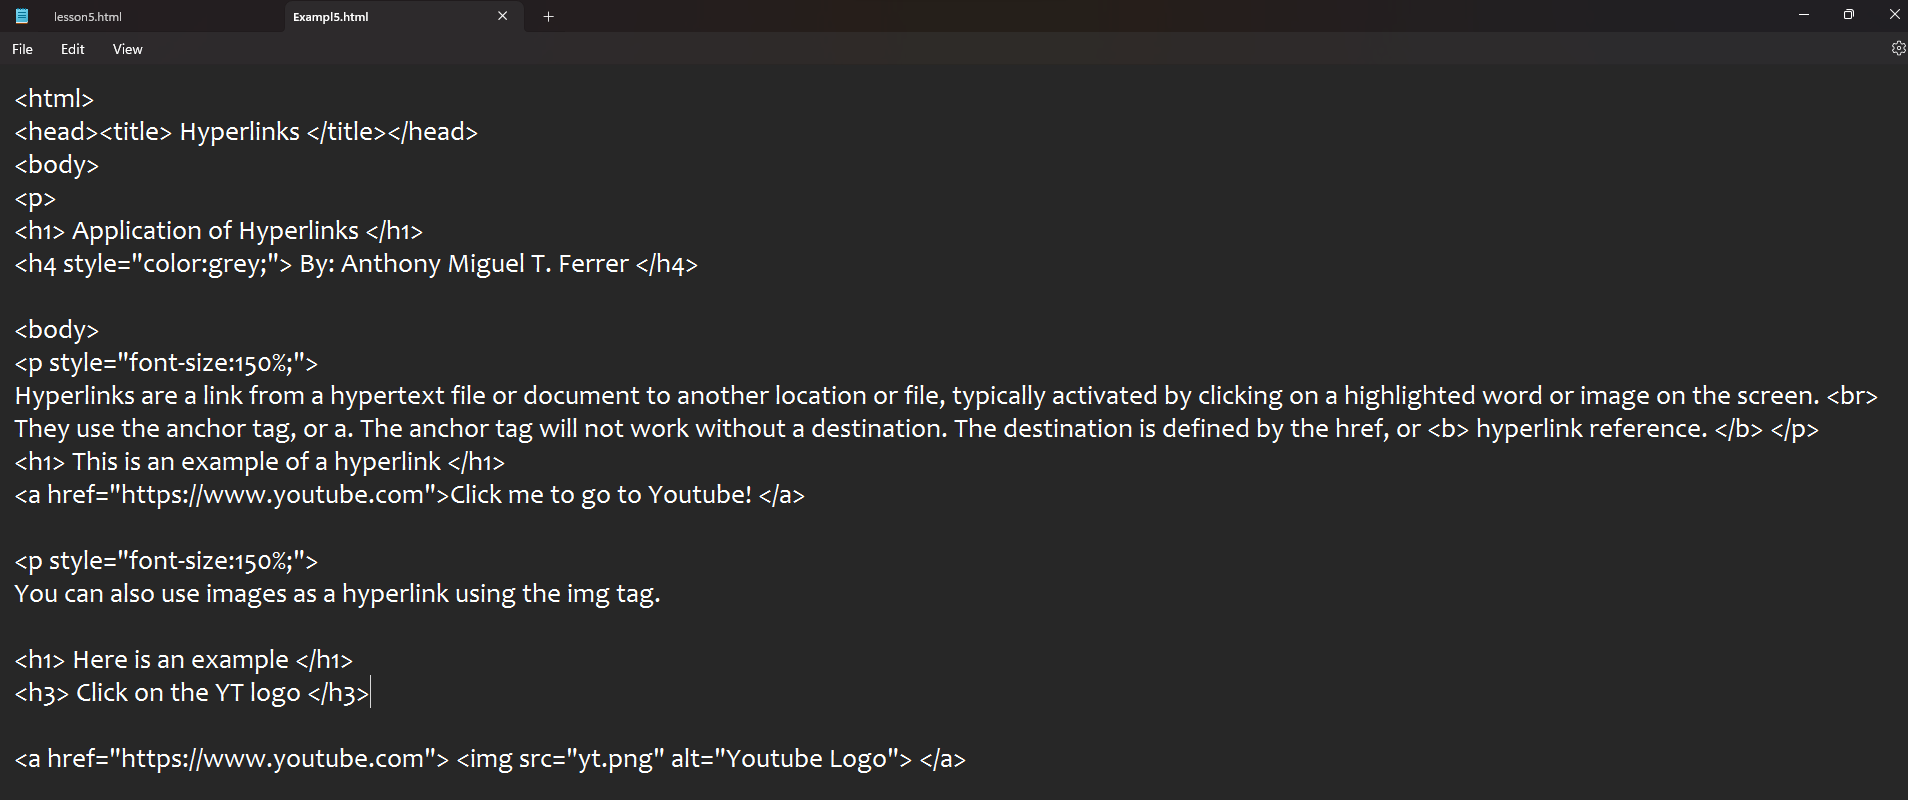 lesson5.html
Exampl5.html
File Edit View
<html>
<head><title> Hyperlinks </title></head>
<body>
<p>
<h1> Application of Hyperlinks </h1>
<h4 style="color:grey;"> By: Anthony Miguel T. Ferrer </h4>
<body>
<p style="font-size:150%;">
Hyperlinks are a link from a hypertext file or document to another location or file, typically activated by clicking on a highlighted word or image on the screen. <br>
They use the anchor tag, or a. The anchor tag will not work without a destination. The destination is defined by the href, or <b> hyperlink reference. </b> </p>
<h1> This is an example of a hyperlink </h1>
<a href="https://www.youtube.com">Click me to go to Youtube! </a>
<p style="font-size:150%;">
You can also use images as a hyperlink using the img tag.
<h1> Here is an example </h1>
<h3> Click on the YT logo </h3>
<a href="https://www.youtube.com"> <img src="yt.png" alt="Youtube Logo"> </a>